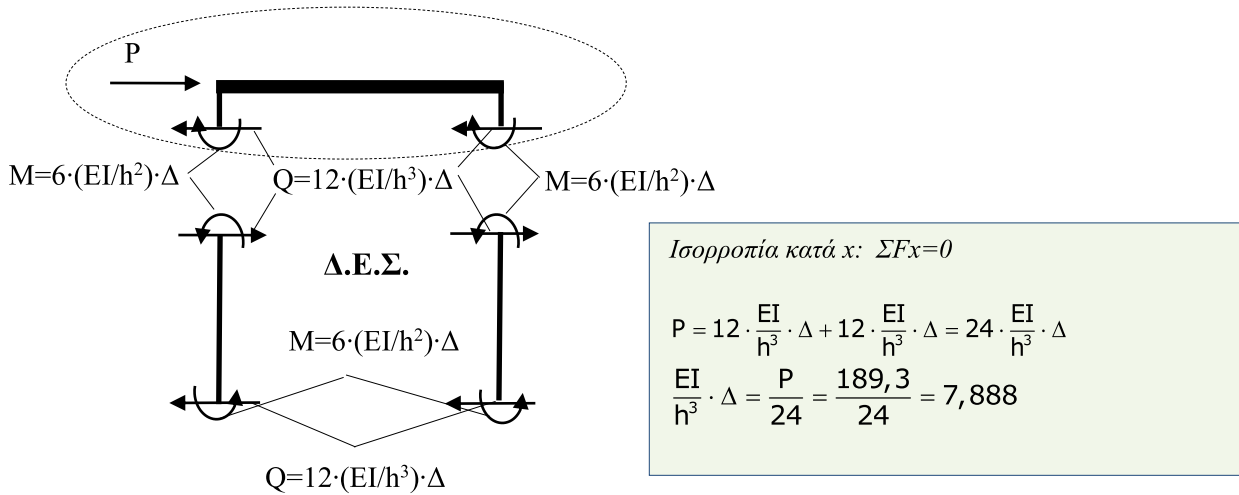 P
M=6·(EI/h²)·Δ
Q=12·(EI/h³)·Δ
M=6·(EI/h²)·Δ
Δ.Ε.Σ.
M=6·(EI/h²)·Δ
Q=12·(EI/h³)·Δ
Ισορροπία κατά x: ΣFx=0
P = 12 · EI/h³ · Δ + 12 · EI/h³ · Δ = 24 · EI/h³ · Δ
EI/h³ · Δ = P/24 = 189,3/24 = 7,888